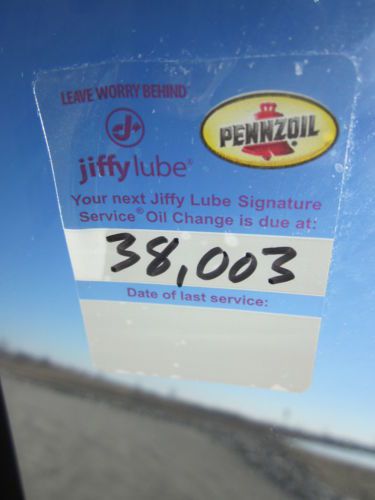 LEAVE WORRY BEHIND
jiffy lube®
PENNZOIL
Your next Jiffy Lube Signature
Service® Oil Change is due at:
38,003
Date of last service: